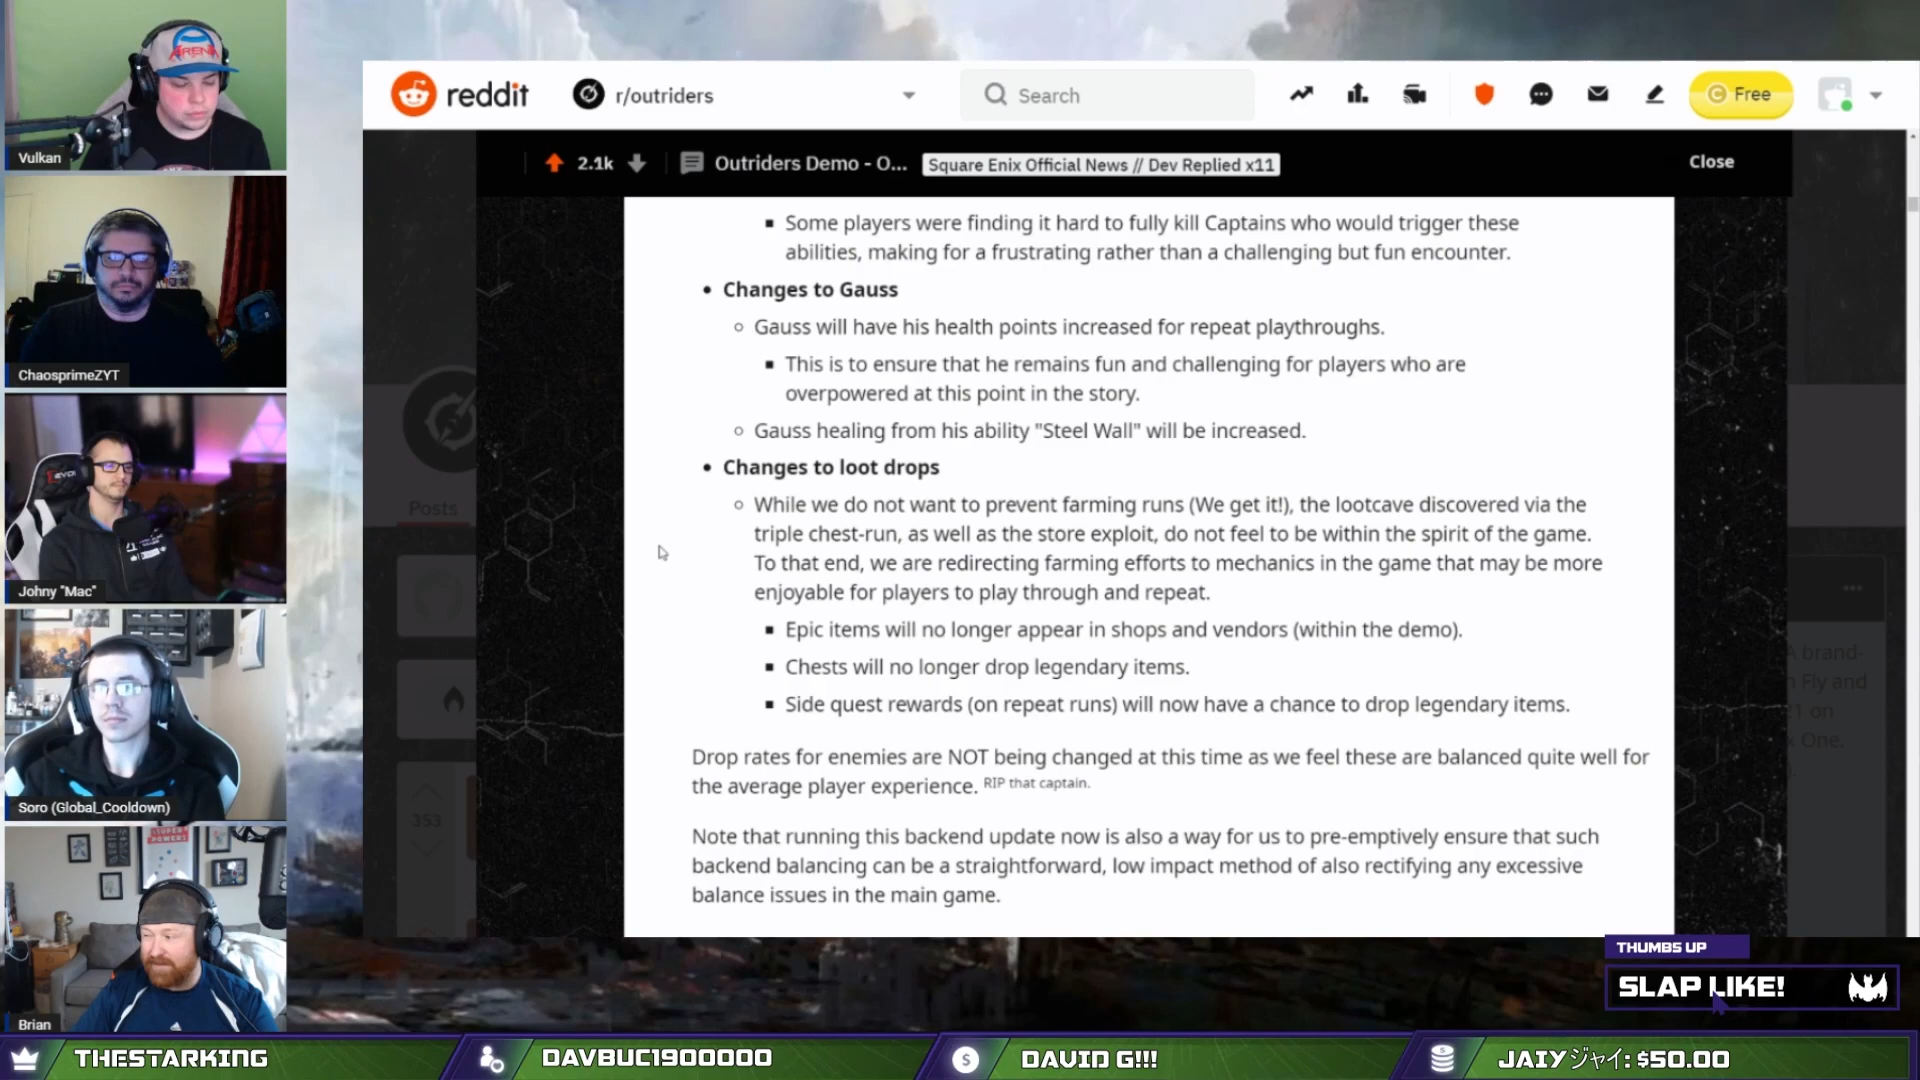 Vulkan
ChaosprimeZYT
Johny "Mac"
Soro (Global_Cooldown)
Brian
reddit
r/outriders
Search
Free
2.1k
Outriders Demo - O...
Square Enix Official News // Dev Replied x11
Close
▪ Some players were finding it hard to fully kill Captains who would trigger these
abilities, making for a frustrating rather than a challenging but fun encounter.
• Changes to Gauss
○ Gauss will have his health points increased for repeat playthroughs.
▪ This is to ensure that he remains fun and challenging for players who are
overpowered at this point in the story.
○ Gauss healing from his ability "Steel Wall" will be increased.
• Changes to loot drops
○ While we do not want to prevent farming runs (We get it!), the lootcave discovered via the
triple chest-run, as well as the store exploit, do not feel to be within the spirit of the game.
To that end, we are redirecting farming efforts to mechanics in the game that may be more
enjoyable for players to play through and repeat.
▪ Epic items will no longer appear in shops and vendors (within the demo).
▪ Chests will no longer drop legendary items.
▪ Side quest rewards (on repeat runs) will now have a chance to drop legendary items.
Drop rates for enemies are NOT being changed at this time as we feel these are balanced quite well for
the average player experience. RIP that captain.
Note that running this backend update now is also a way for us to pre-emptively ensure that such
backend balancing can be a straightforward, low impact method of also rectifying any excessive
balance issues in the main game.
Posts
353
A brand-
Fly and
on
One.
THUMBS UP
SLAP LIKE!
THESTARKING
DAVBUC1900000
DAVID G!!!
JAIYジャイ: $50.00
ARENA
SUPER
POWERS